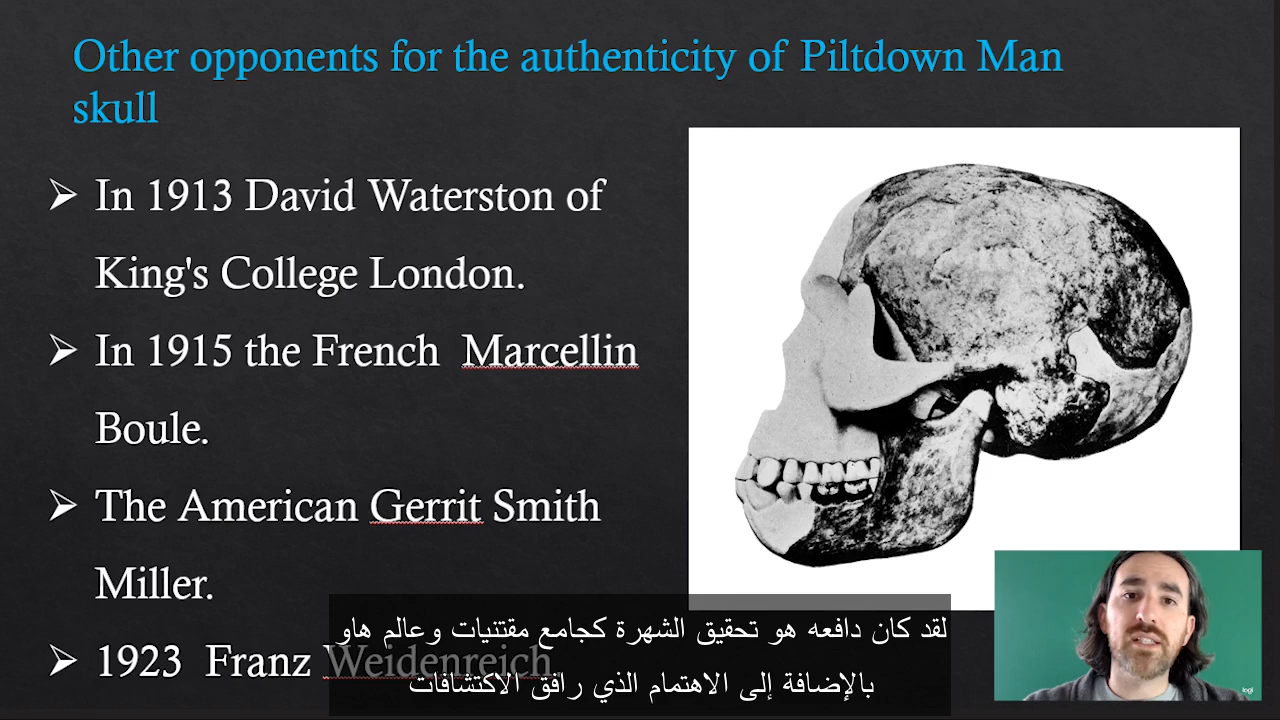 Other opponents for the authenticity of Piltdown Man
skull
In 1913 David Waterston of
King's College London.
In 1915 the French Marcellin
Boule.
The American Gerrit Smith
Miller.
1923 Franz Weidenreich
لقد كان دافعه هو تحقيق الشهرة كجامع مقتنيات وعالم هاو
بالإضافة إلى الاهتمام الذي رافق الاكتشافات
logi